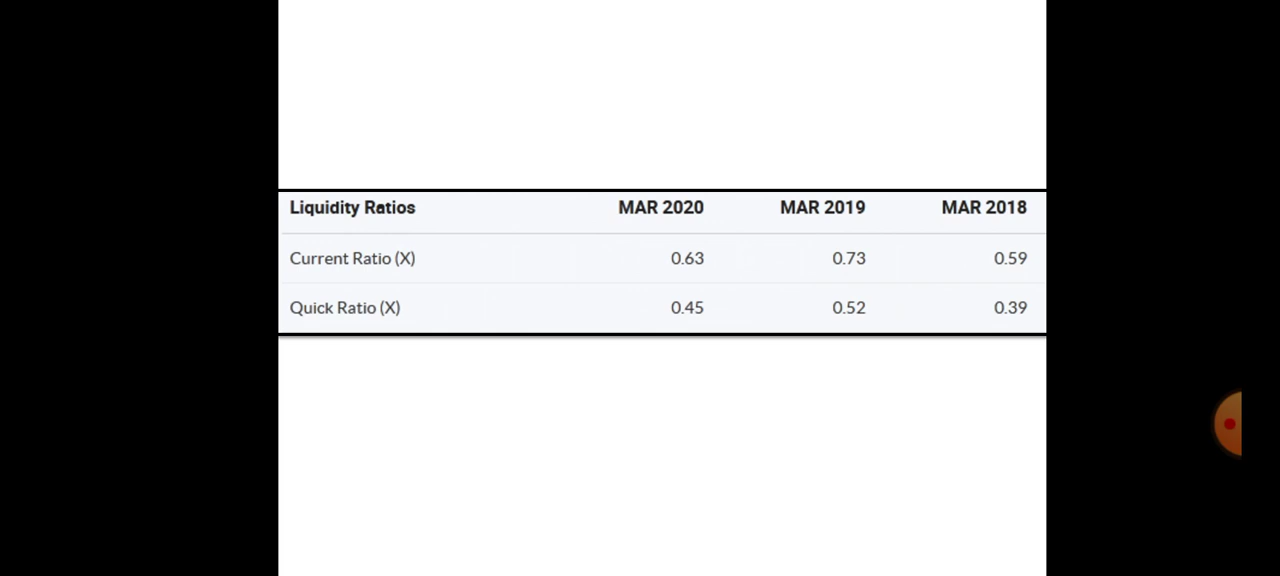 Liquidity Ratios MAR 2020 MAR 2019 MAR 2018
Current Ratio (X) 0.63 0.73 0.59
Quick Ratio (X) 0.45 0.52 0.39